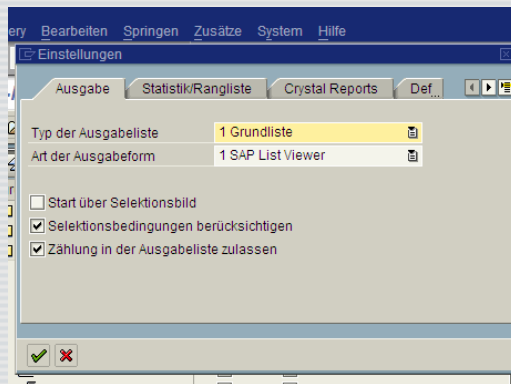 ery Bearbeiten Springen Zusätze System Hilfe
Einstellungen
Ausgabe Statistik/Rangliste Crystal Reports Def...
Typ der Ausgabeliste 1 Grundliste
Art der Ausgabeform 1 SAP List Viewer
Start über Selektionsbild
Selektionsbedingungen berücksichtigen
Zählung in der Ausgabeliste zulassen